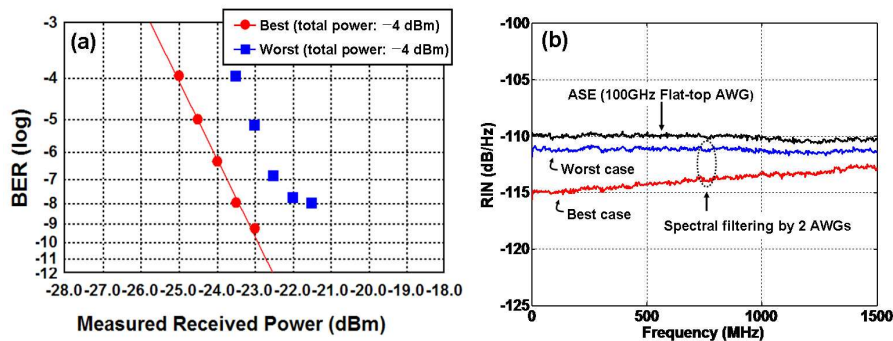 (a)
Best (total power: −4 dBm)
Worst (total power: −4 dBm)
BER (log)
-3
-4
-5
-6
-7
-8
-9
-10
-11
-12
-28.0 -27.0 -26.0 -25.0 -24.0 -23.0 -22.0 -21.0 -20.0 -19.0 -18.0
Measured Received Power (dBm)
(b)
RIN (dB/Hz)
-100
-105
-110
-115
-120
-125
ASE (100GHz Flat-top AWG)
Worst case
Best case
Spectral filtering by 2 AWGs
0 500 1000 1500
Frequency (MHz)